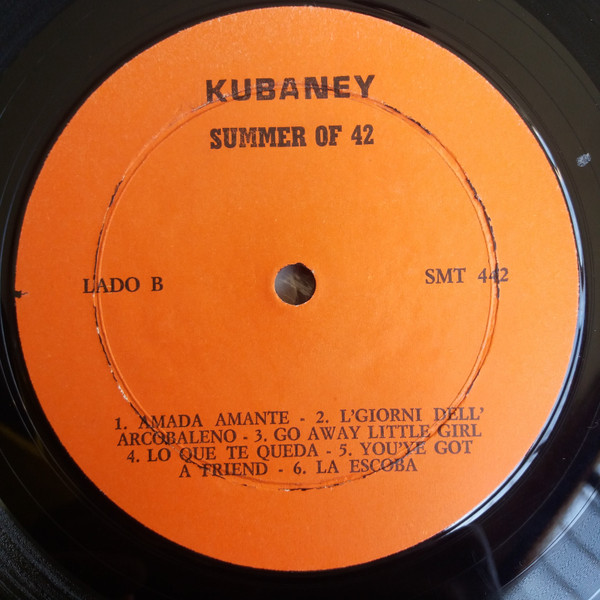 KUBANEY
SUMMER OF 42
LADO B
SMT 442
1. AMADA AMANTE - 2. L'GIORNI DELL'
ARCOBALENO - 3. GO AWAY LITTLE GIRL
4. LO QUE TE QUEDA - 5. YOU'YE GOT
A FRIEND - 6. LA ESCOBA